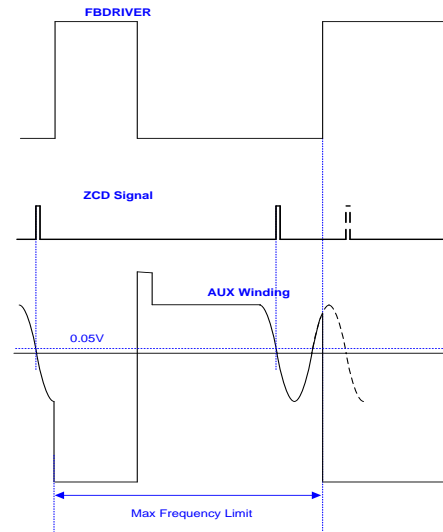 FBDRIVER
ZCD Signal
AUX Winding
0.05V
Max Frequency Limit